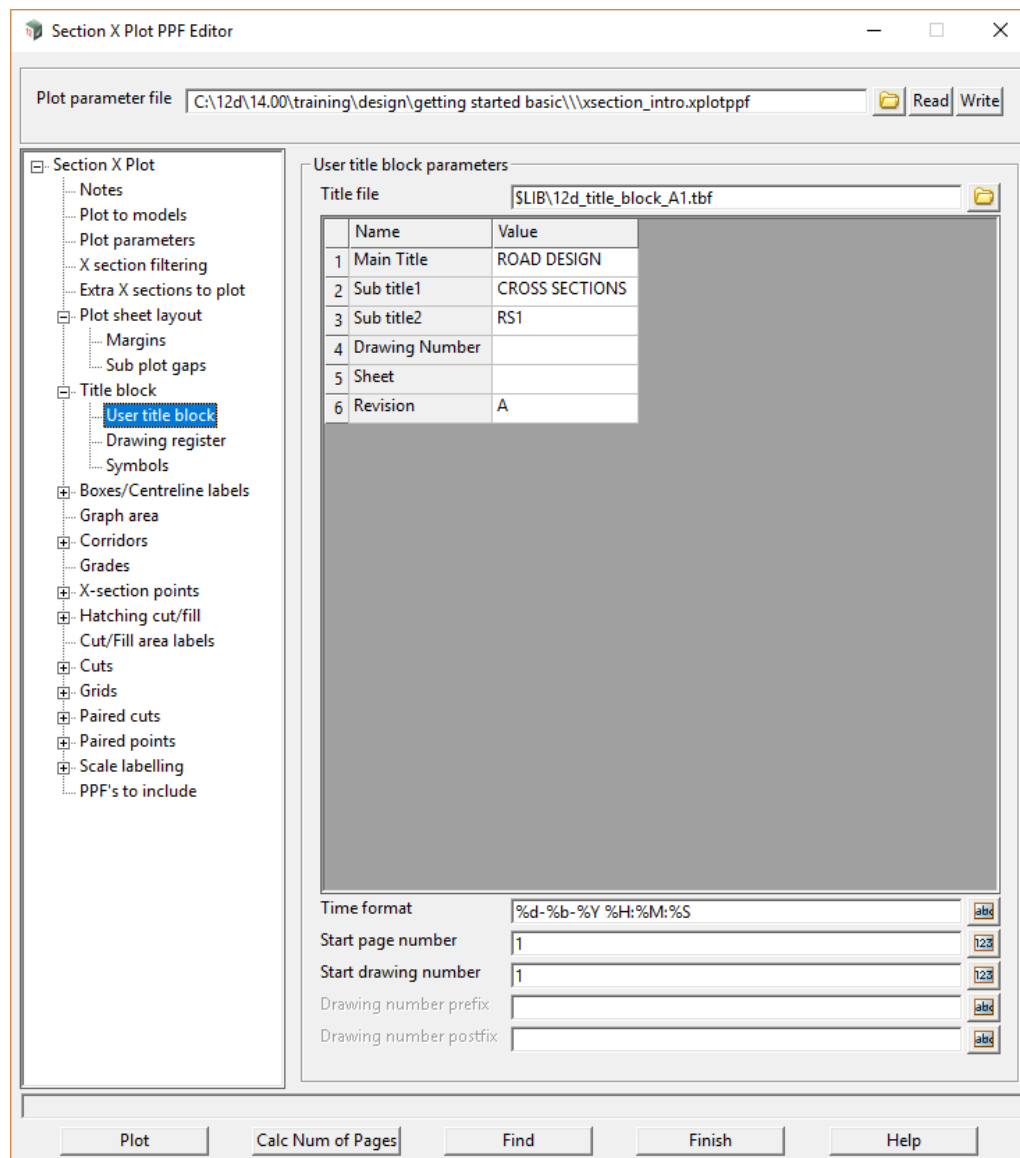 Section X Plot PPF Editor
Plot parameter file C:\12d\14.00\training\design\getting started basic\\\xsection_intro.xplotppf Read Write
Section X Plot
Notes
Plot to models
Plot parameters
X section filtering
Extra X sections to plot
Plot sheet layout
Margins
Sub plot gaps
Title block
User title block
Drawing register
Symbols
Boxes/Centreline labels
Graph area
Corridors
Grades
X-section points
Hatching cut/fill
Cut/Fill area labels
Cuts
Grids
Paired cuts
Paired points
Scale labelling
PPF's to include
User title block parameters
Title file $LIB\12d_title_block_A1.tbf
Name Value
1 Main Title ROAD DESIGN
2 Sub title1 CROSS SECTIONS
3 Sub title2 RS1
4 Drawing Number
5 Sheet
6 Revision A
Time format %d-%b-%Y %H:%M:%S abc
Start page number 1 123
Start drawing number 1 123
Drawing number prefix abc
Drawing number postfix abc
Plot Calc Num of Pages Find Finish Help